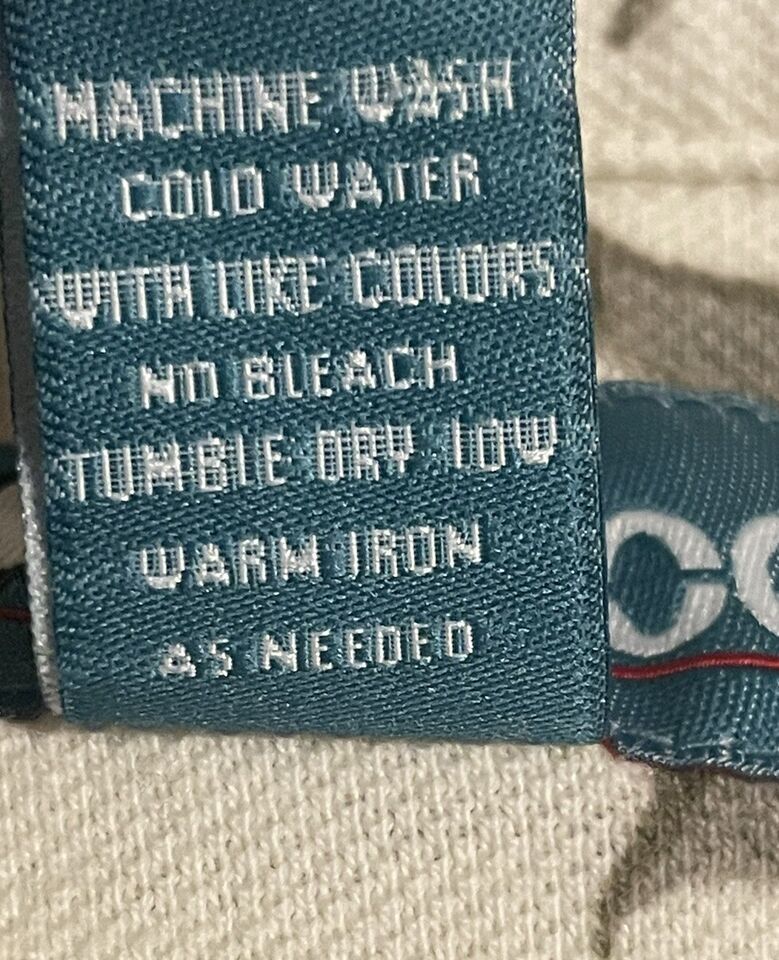 MACHINE WASH
COLD WATER
WITH LIKE COLORS
NO BLEACH
TUMBLE DRY LOW
WARM IRON
AS NEEDED